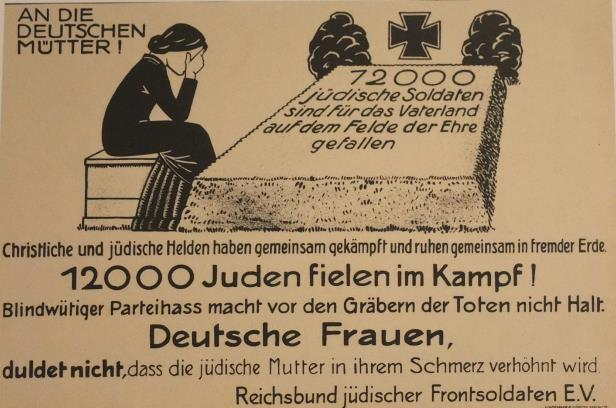 AN DIE
DEUTSCHEN
MÜTTER!
12000
jüdische Soldaten
sind für das Vaterland
auf dem Felde der Ehre
gefallen
Christliche und jüdische Helden haben gemeinsam gekämpft und ruhen gemeinsam in fremder Erde.
12000 Juden fielen im Kampf!
Blindwütiger Parteihass macht vor den Gräbern der Toten nicht Halt.
Deutsche Frauen,
duldet nicht, dass die jüdische Mutter in ihrem Schmerz verhöhnt wird.
Reichsbund jüdischer Frontsoldaten E.V.